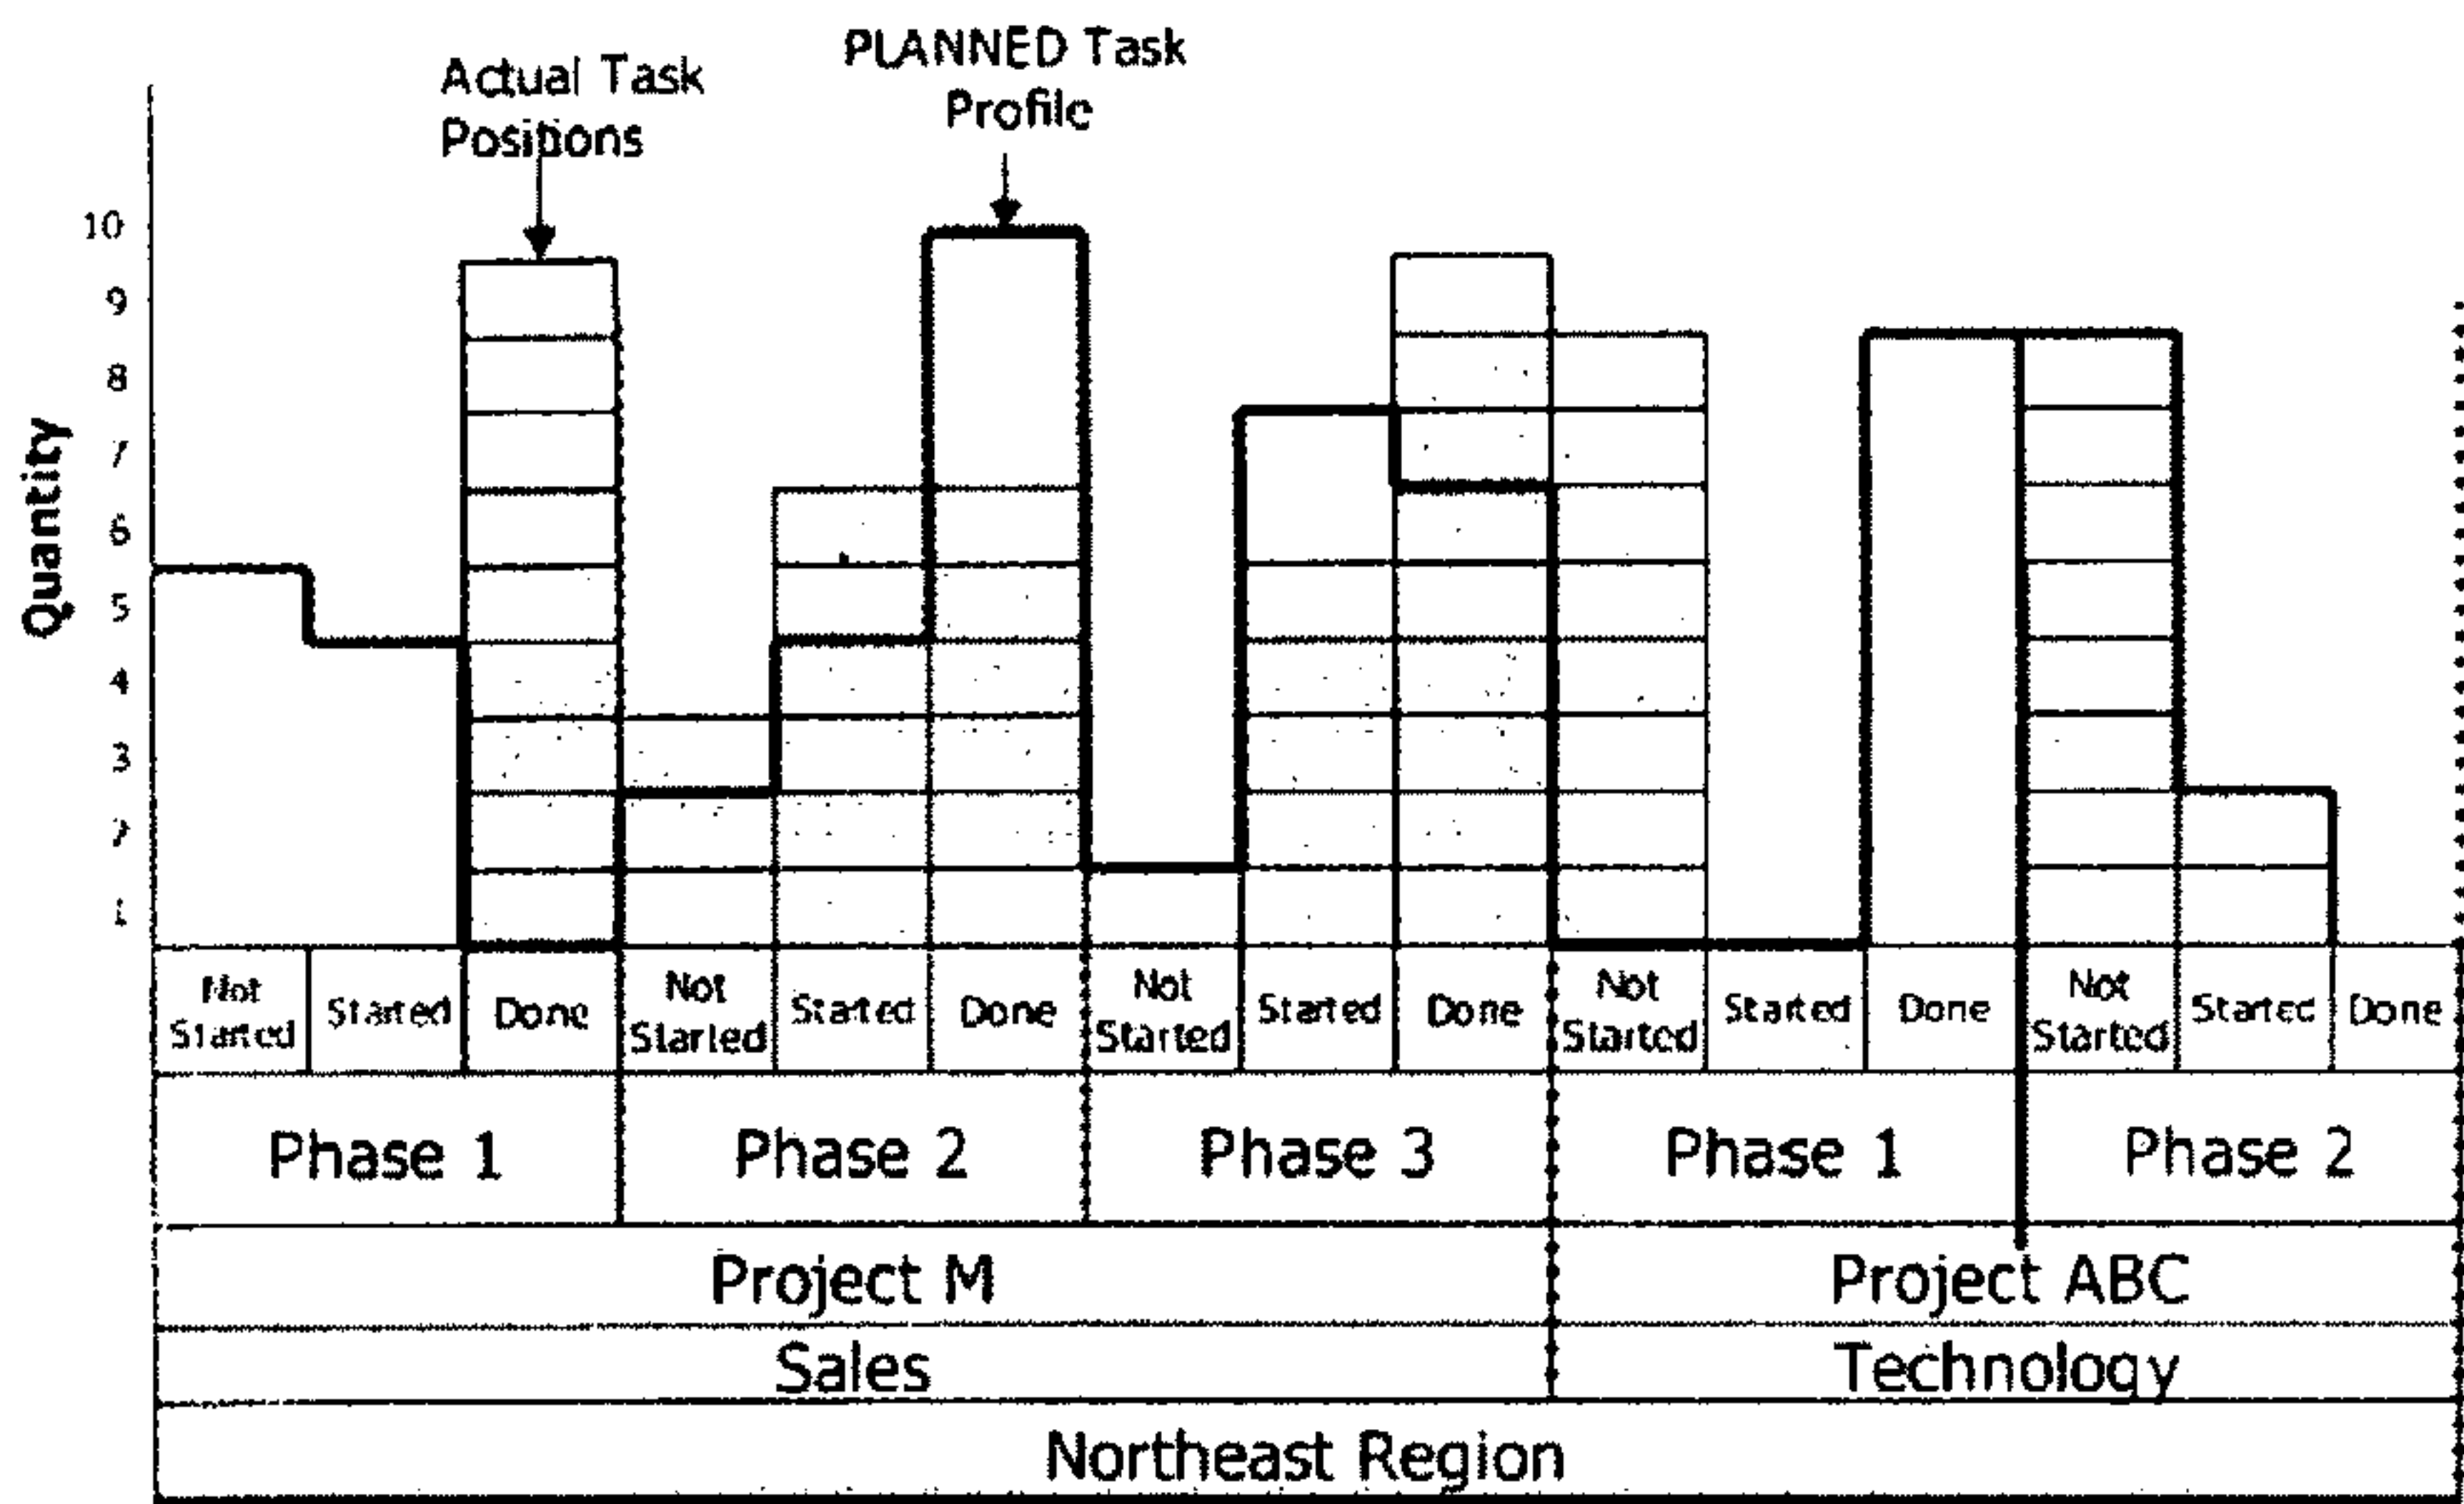 Actual Task
Positions
PLANNED Task
Profile
Quantity
10
9
8
7
6
5
4
3
2
Not
Started
Started
Done
Not
Started
Started
Done
Not
Started
Started
Done
Not
Started
Started
Done
Not
Started
Started
Done
Phase 1
Phase 2
Phase 3
Phase 1
Phase 2
Project M
Project ABC
Sales
Technology
Northeast Region